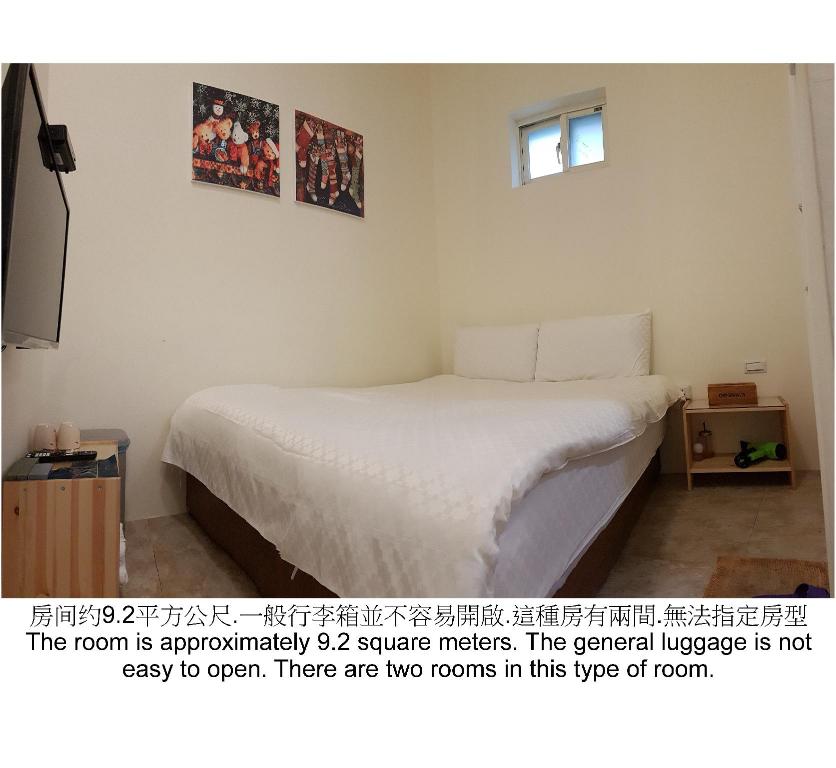 房间约9.2平方公尺.一般行李箱並不容易開啟.這種房有兩間.無法指定房型
The room is approximately 9.2 square meters. The general luggage is not
easy to open. There are two rooms in this type of room.